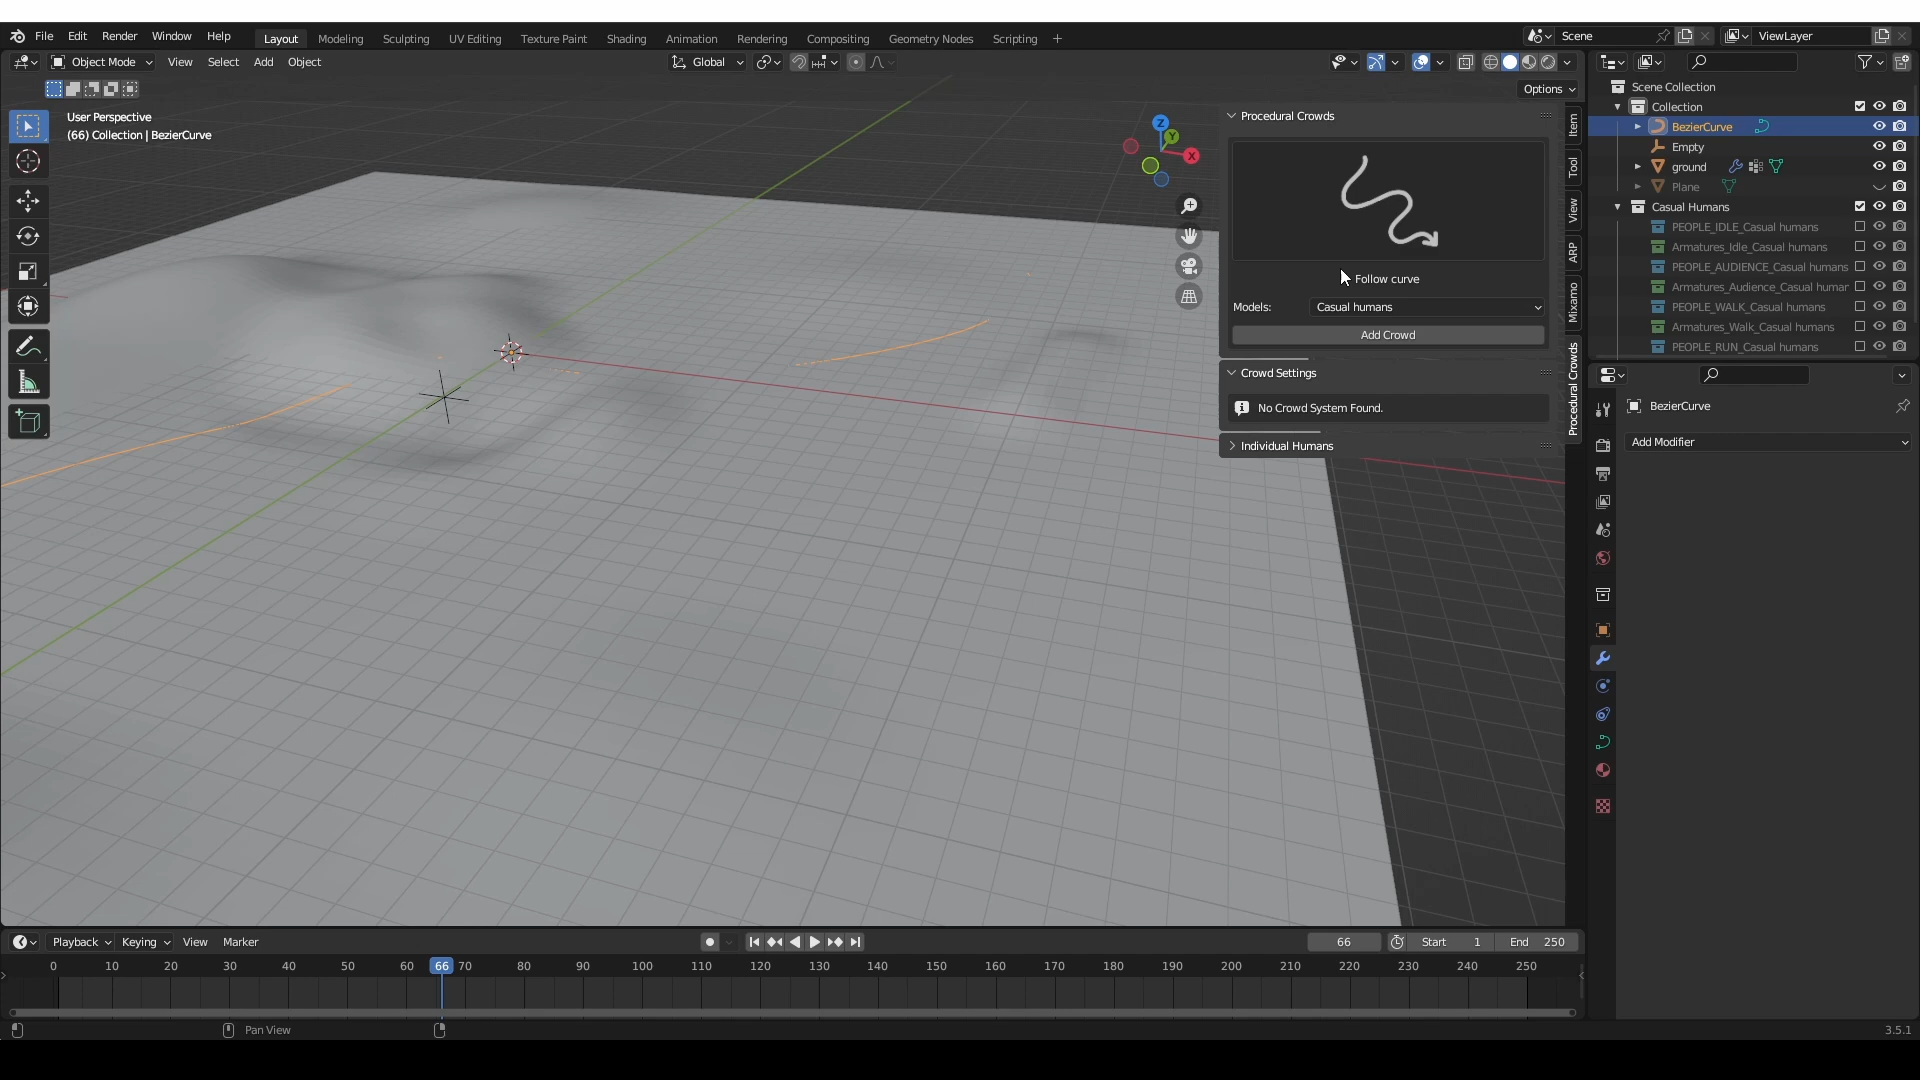 File Edit Render Window Help Layout Modeling Sculpting UV Editing Texture Paint Shading Animation Rendering Compositing Geometry Nodes Scripting + Scene ViewLayer
Object Mode View Select Add Object Global
Options
User Perspective
(66) Collection | BezierCurve
Z
Y
X
Procedural Crowds
Follow curve
Models: Casual humans
Add Crowd
Crowd Settings
No Crowd System Found.
Individual Humans
Item
Tool
View
ARP
Mixamo
Procedural Crowds
Scene Collection
Collection
BezierCurve
Empty
ground
Plane
Casual Humans
PEOPLE_IDLE_Casual humans
Armatures_Idle_Casual humans
PEOPLE_AUDIENCE_Casual humans
Armatures_Audience_Casual humar
PEOPLE_WALK_Casual humans
Armatures_Walk_Casual humans
PEOPLE_RUN_Casual humans
BezierCurve
Add Modifier
Playback Keying View Marker 66 Start 1 End 250
0 10 20 30 40 50 60 66 70 80 90 100 110 120 130 140 150 160 170 180 190 200 210 220 230 240 250
Pan View 3.5.1